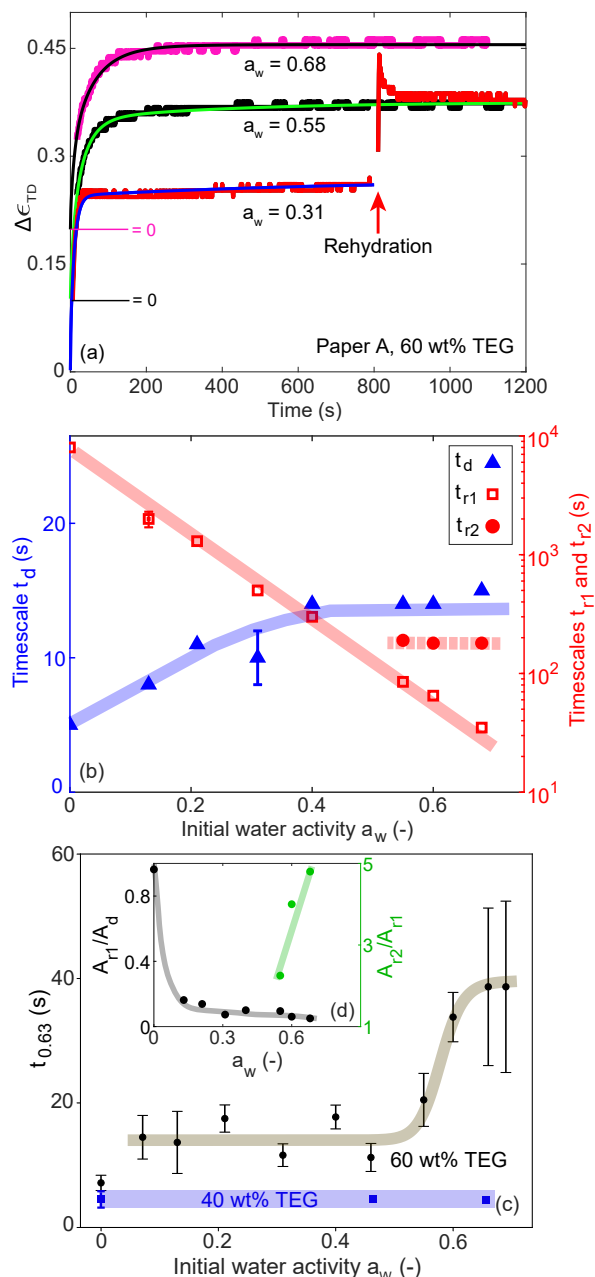 0.45
0.3
0.15
0
Δϵ_TD
a_w = 0.68
a_w = 0.55
a_w = 0.31
= 0
= 0
Rehydration
(a)
Paper A, 60 wt% TEG
0 200 400 600 800 1000 1200
Time (s)
20
10
0
Timescale t_d (s)
t_d
t_r1
t_r2
10^4
10^3
10^2
10^1
Timescales t_r1 and t_r2 (s)
(b)
0 0.2 0.4 0.6
Initial water activity a_w (-)
60
40
20
0
t_0.63 (s)
0.8
0.4
0
A_r1/A_d
5
3
1
A_r2/A_r1
(d)
0 0.3 0.6
a_w (-)
60 wt% TEG
40 wt% TEG
(c)
0 0.2 0.4 0.6
Initial water activity a_w (-)